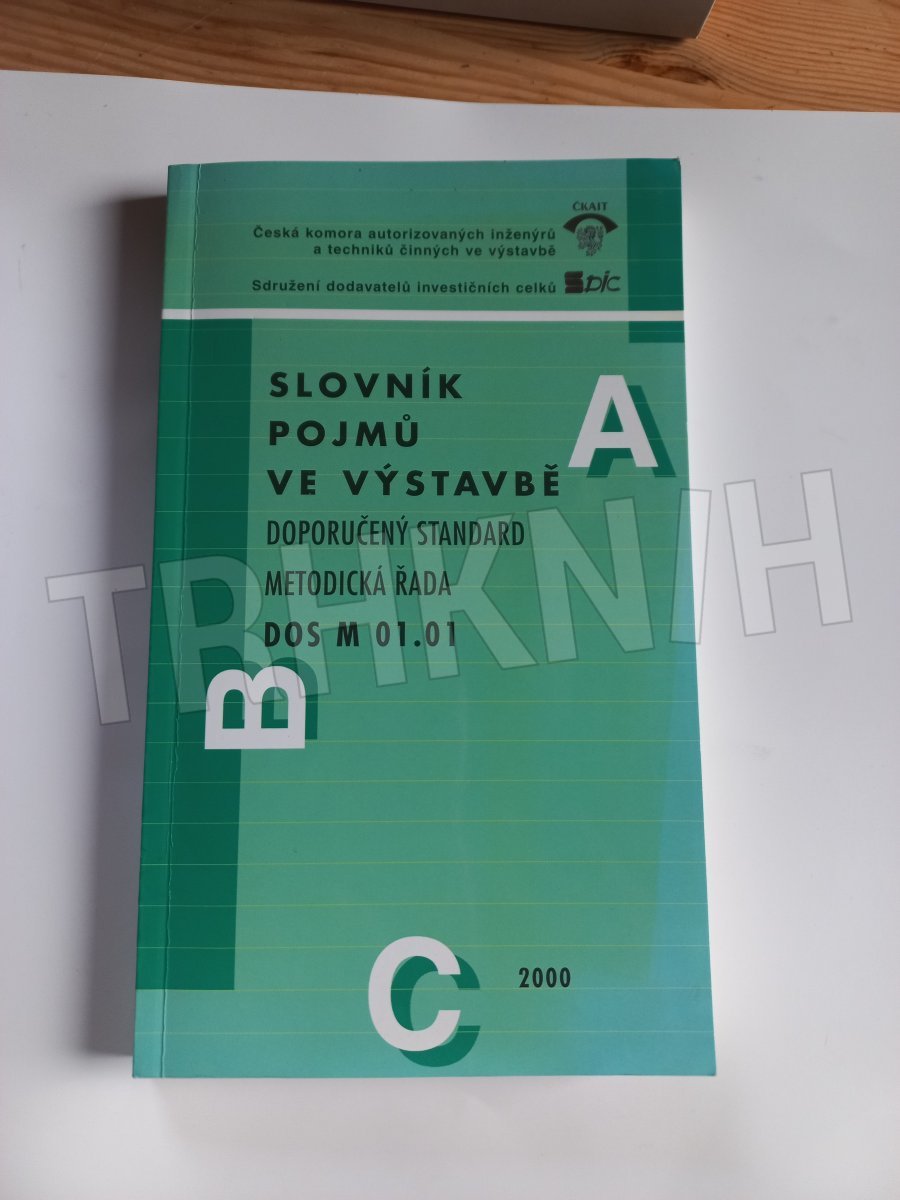 ČKAIT
Česká komora autorizovaných inženýrů
a techniků činných ve výstavbě
Sdružení dodavatelů investičních celků
SPIC
SLOVNÍK
POJMŮ
VE VÝSTAVBĚ
DOPORUČENÝ STANDARD
METODICKÁ ŘADA
DOS M 01.01
A
B
C
2000
TRHKNIH